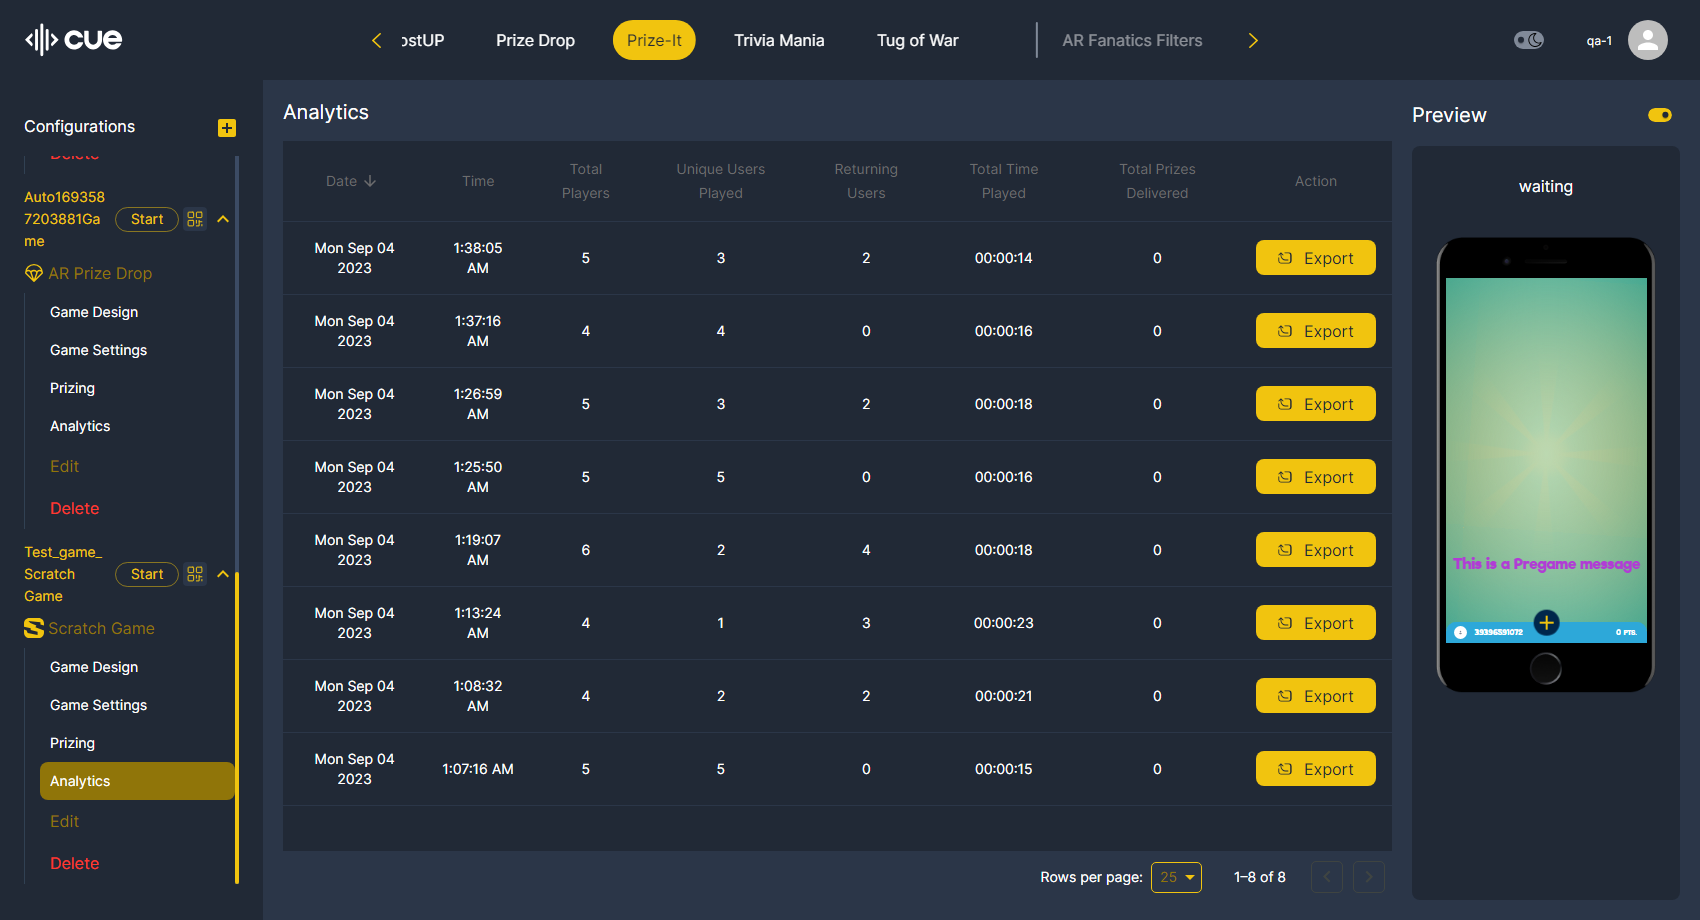 cue
ostUP
Prize Drop
Prize-It
Trivia Mania
Tug of War
AR Fanatics Filters
qa-1
Configurations
Delete
Auto169358
7203881Ga
me
Start
AR Prize Drop
Game Design
Game Settings
Prizing
Analytics
Edit
Delete
Test_game_
Scratch
Game
Start
Scratch Game
Game Design
Game Settings
Prizing
Analytics
Edit
Delete
Analytics
Date
Time
Total
Players
Unique Users
Played
Returning
Users
Total Time
Played
Total Prizes
Delivered
Action
Mon Sep 04
2023
1:38:05
AM
5
3
2
00:00:14
0
Export
Mon Sep 04
2023
1:37:16
AM
4
4
0
00:00:16
0
Export
Mon Sep 04
2023
1:26:59
AM
5
3
2
00:00:18
0
Export
Mon Sep 04
2023
1:25:50
AM
5
5
0
00:00:16
0
Export
Mon Sep 04
2023
1:19:07
AM
6
2
4
00:00:18
0
Export
Mon Sep 04
2023
1:13:24
AM
4
1
3
00:00:23
0
Export
Mon Sep 04
2023
1:08:32
AM
4
2
2
00:00:21
0
Export
Mon Sep 04
2023
1:07:16 AM
5
5
0
00:00:15
0
Export
Rows per page:
25
1–8 of 8
Preview
waiting
This is a Pregame message
39396591072
0 PTS.